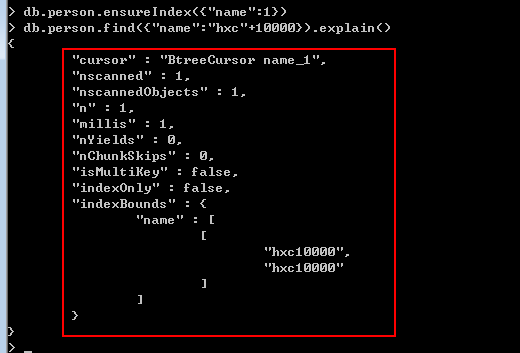 > db.person.ensureIndex({"name":1})
> db.person.find({"name":"hxc"+10000}).explain()
{
"cursor" : "BtreeCursor name_1",
"nscanned" : 1,
"nscannedObjects" : 1,
"n" : 1,
"millis" : 1,
"nYields" : 0,
"nChunkSkips" : 0,
"isMultiKey" : false,
"indexOnly" : false,
"indexBounds" : {
"name" : [
[
"hxc10000",
"hxc10000"
]
]
}
}
>